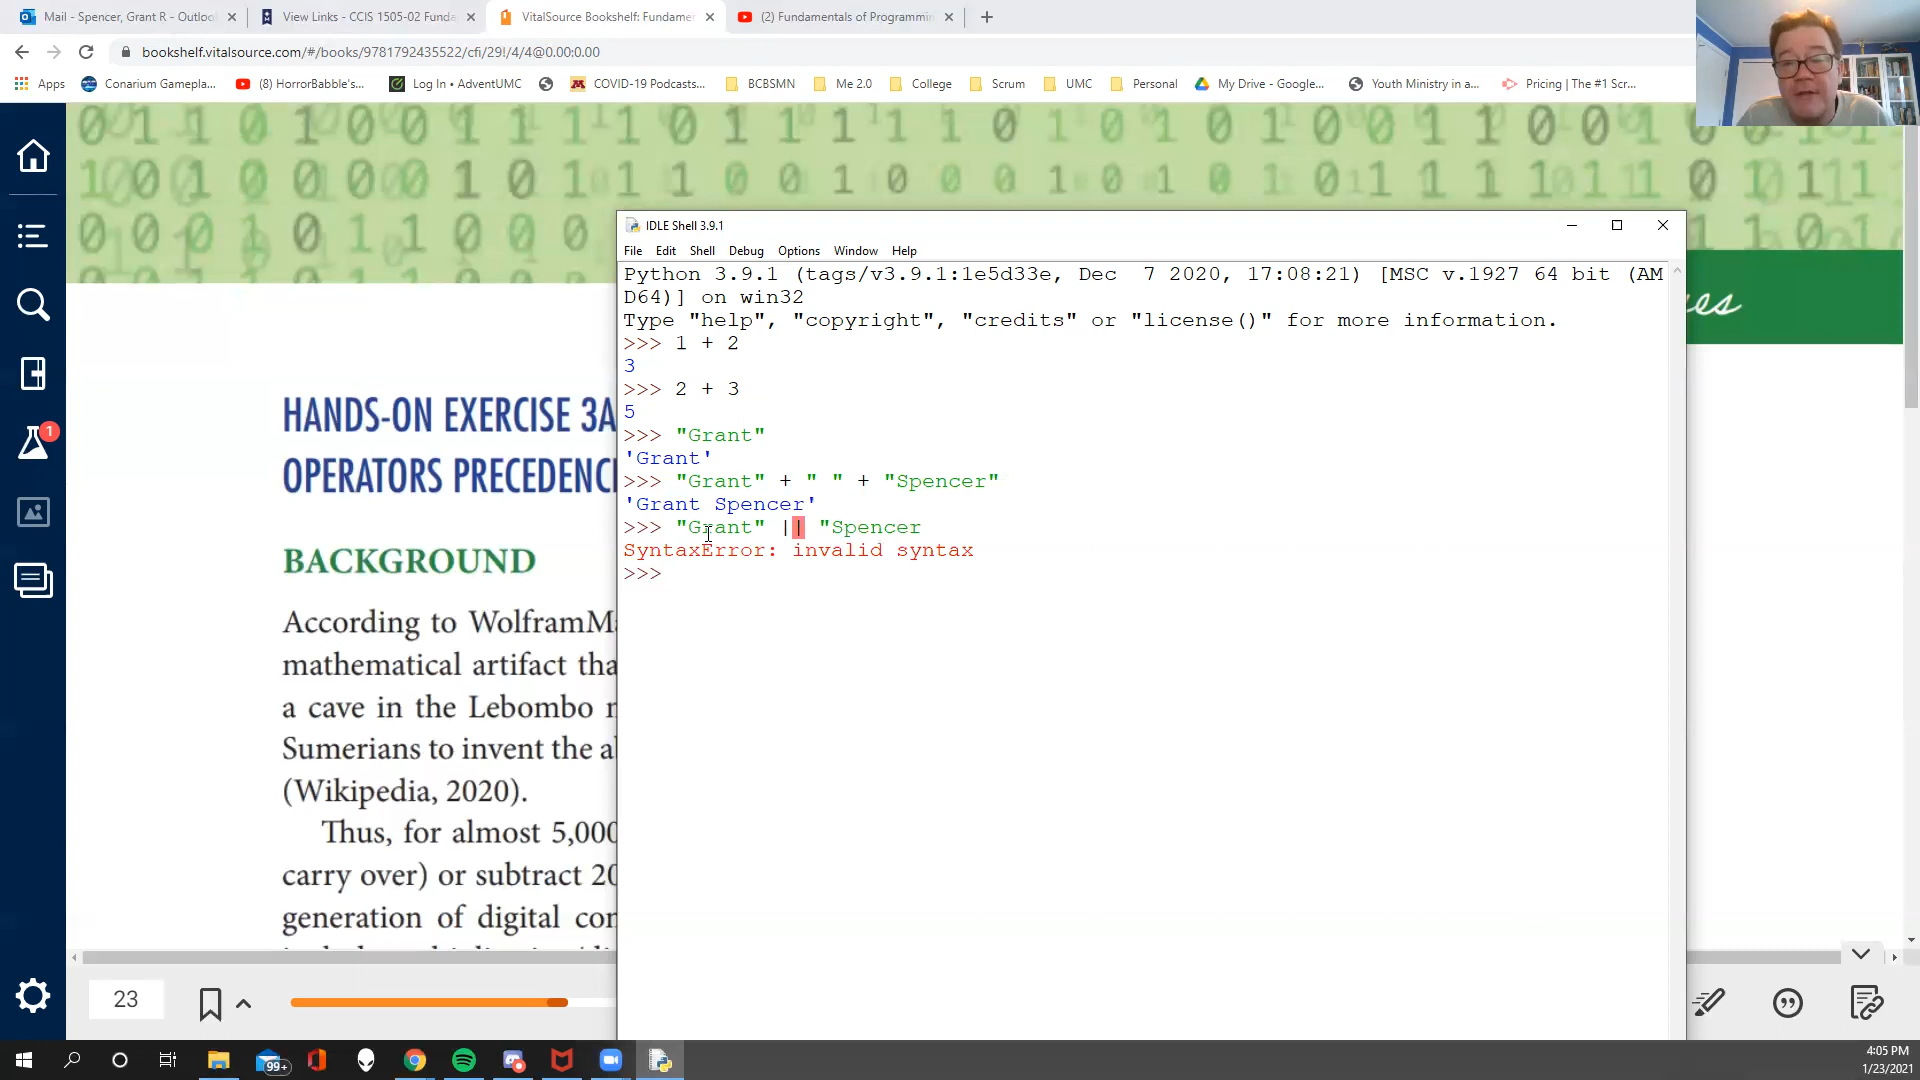 Mail - Spencer, Grant R - Outloo
View Links - CCIS 1505-02 Funda
VitalSource Bookshelf: Fundamen
(2) Fundamentals of Programmin
bookshelf.vitalsource.com/#/books/9781792435522/cfi/29!/4/4@0.00:0.00
Apps
Conarium Gamepla...
(8) HorrorBabble's...
Log In • AdventUMC
COVID-19 Podcasts...
BCBSMN
Me 2.0
College
Scrum
UMC
Personal
My Drive - Google...
Youth Ministry in a...
Pricing | The #1 Scr...
IDLE Shell 3.9.1
File Edit Shell Debug Options Window Help
Python 3.9.1 (tags/v3.9.1:1e5d33e, Dec  7 2020, 17:08:21) [MSC v.1927 64 bit (AM
D64)] on win32
Type "help", "copyright", "credits" or "license()" for more information.
>>> 1 + 2
3
>>> 2 + 3
5
>>> "Grant"
'Grant'
>>> "Grant" + " " + "Spencer"
'Grant Spencer'
>>> "Grant" || "Spencer
SyntaxError: invalid syntax
>>>
HANDS-ON EXERCISE 3A
OPERATORS PRECEDENC
BACKGROUND
According to WolframMa
mathematical artifact tha
a cave in the Lebombo
Sumerians to invent the a
(Wikipedia, 2020).
Thus, for almost 5,000
carry over) or subtract 20
generation of digital con
1
23
99+
4:05 PM
1/23/2021